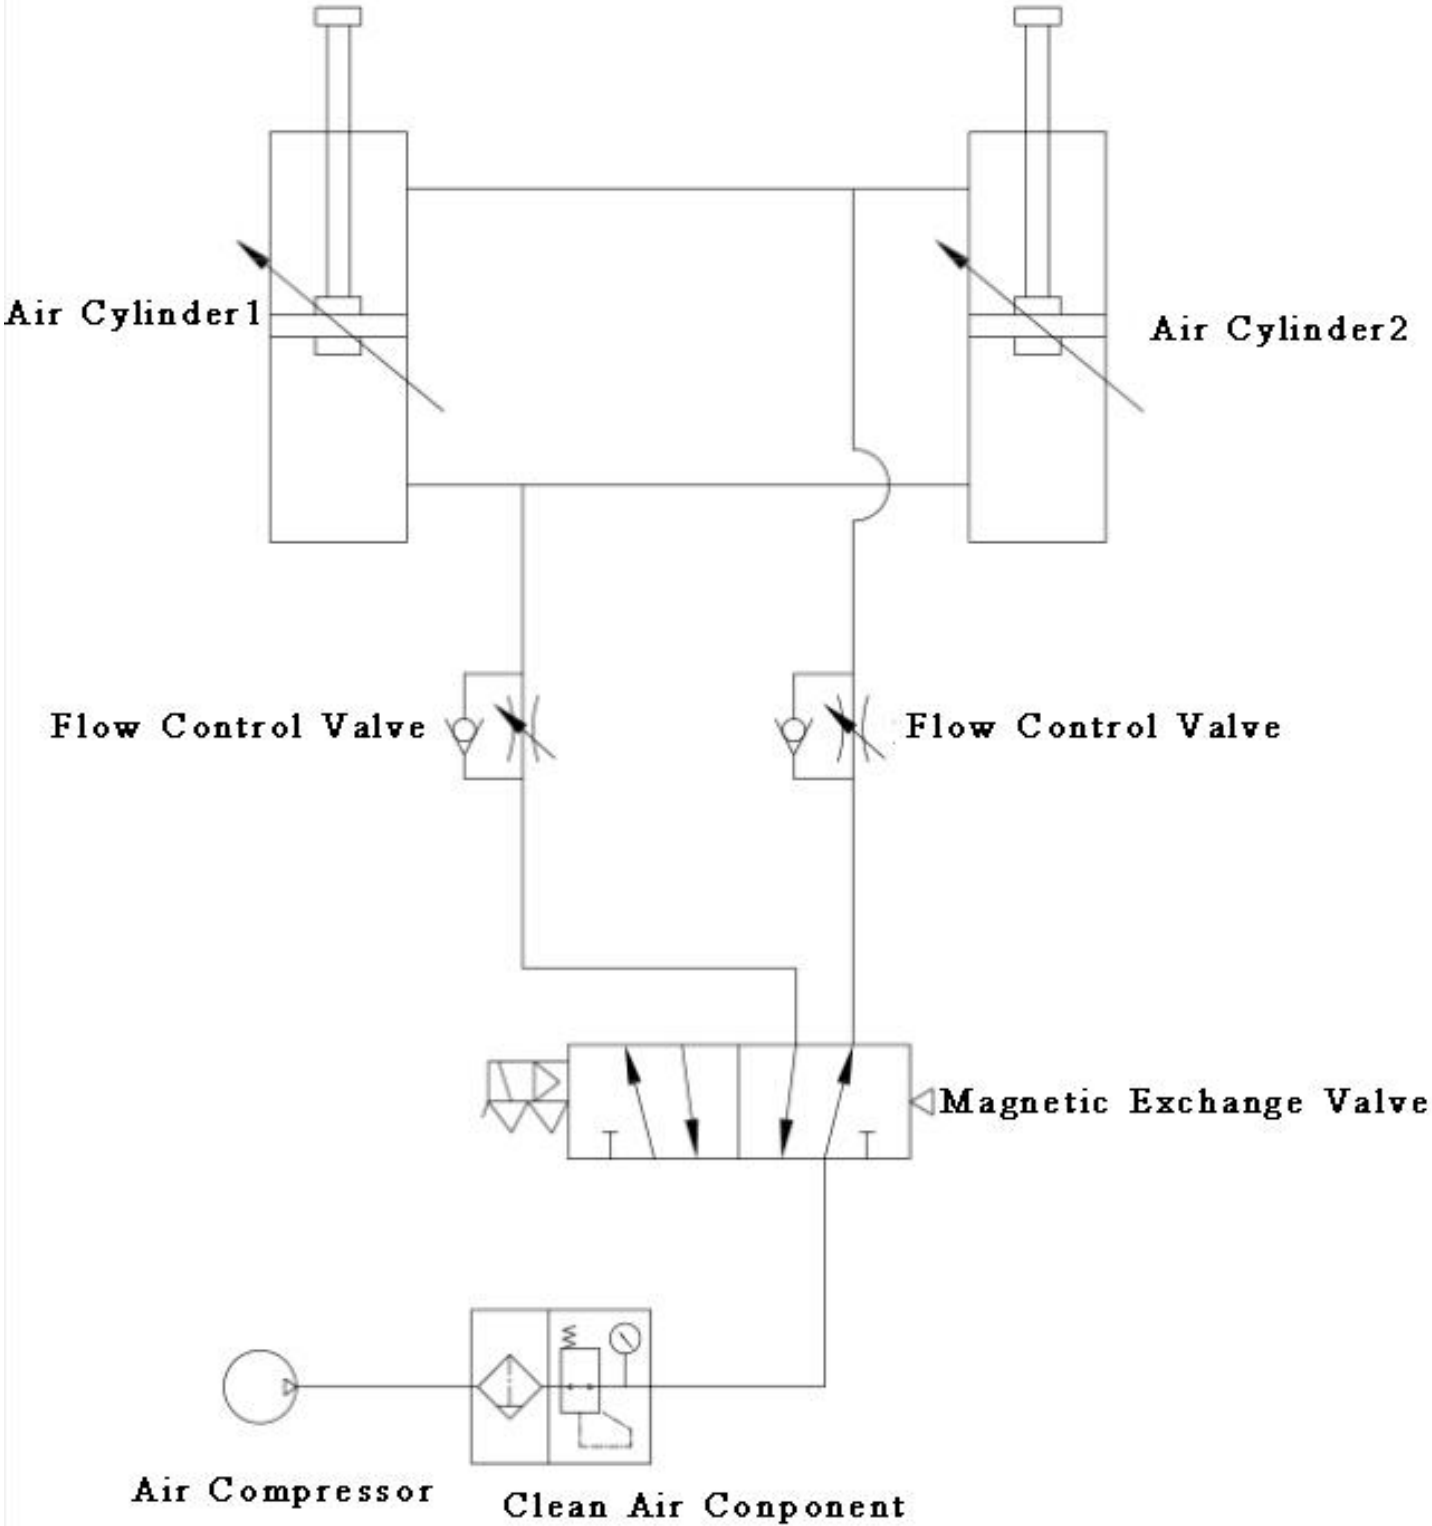 Air Cylinder1
Air Cylinder2
Flow Control Valve
Flow Control Valve
Magnetic Exchange Valve
Air Compressor
Clean Air Conponent